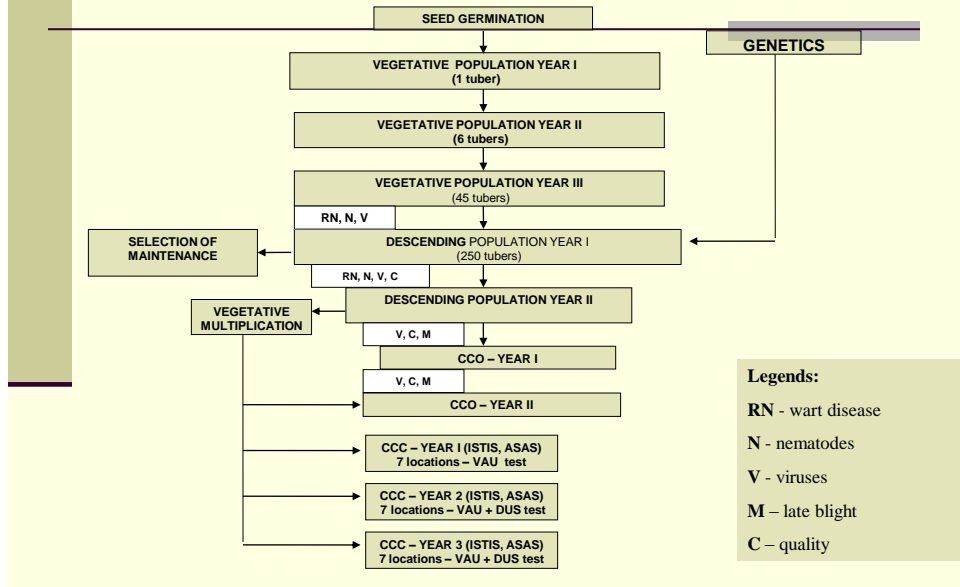 SEED GERMINATION
GENETICS
VEGETATIVE POPULATION YEAR I
(1 tuber)
VEGETATIVE POPULATION YEAR II
(6 tubers)
VEGETATIVE POPULATION YEAR III
(45 tubers)
RN, N, V
SELECTION OF
MAINTENANCE
DESCENDING POPULATION YEAR I
(250 tubers)
RN, N, V, C
DESCENDING POPULATION YEAR II
VEGETATIVE
MULTIPLICATION
V, C, M
CCO – YEAR I
V, C, M
CCO – YEAR II
CCC – YEAR I (ISTIS, ASAS)
7 locations – VAU test
CCC – YEAR 2 (ISTIS, ASAS)
7 locations – VAU + DUS test
CCC – YEAR 3 (ISTIS, ASAS)
7 locations – VAU + DUS test
Legends:
RN - wart disease
N - nematodes
V - viruses
M – late blight
C – quality